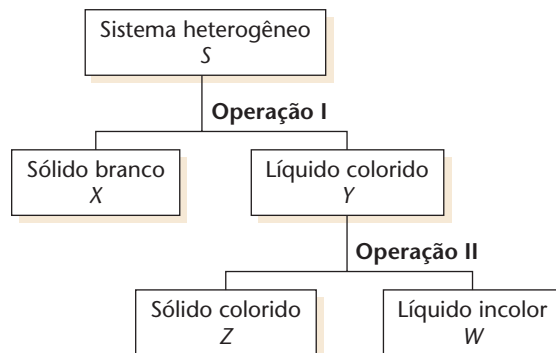 Sistema heterogêneo
S
Operação I
Sólido branco
X
Líquido colorido
Y
Operação II
Sólido colorido
Z
Líquido incolor
W